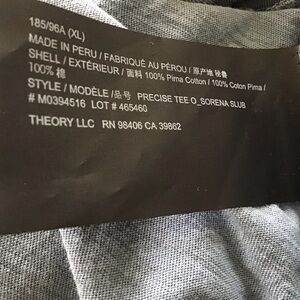 185/96A (XL)
MADE IN PERU / FABRIQUÉ AU PÉROU / 原产地 秘鲁
SHELL / EXTÉRIEUR / 面料 100% Pima Cotton / 100% Coton Pima /
100% 棉
STYLE / MODÈLE /品号 PRECISE TEE O_SORENA SLUB
# M0394516 LOT # 465460
THEORY LLC RN 98406 CA 39862